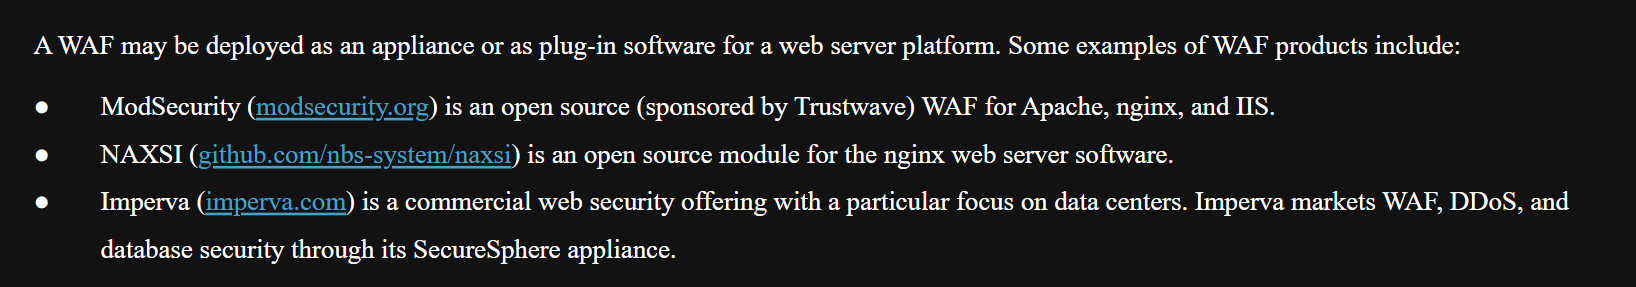 A WAF may be deployed as an appliance or as plug-in software for a web server platform. Some examples of WAF products include:
● ModSecurity (modsecurity.org) is an open source (sponsored by Trustwave) WAF for Apache, nginx, and IIS.
● NAXSI (github.com/nbs-system/naxsi) is an open source module for the nginx web server software.
● Imperva (imperva.com) is a commercial web security offering with a particular focus on data centers. Imperva markets WAF, DDoS, and
database security through its SecureSphere appliance.